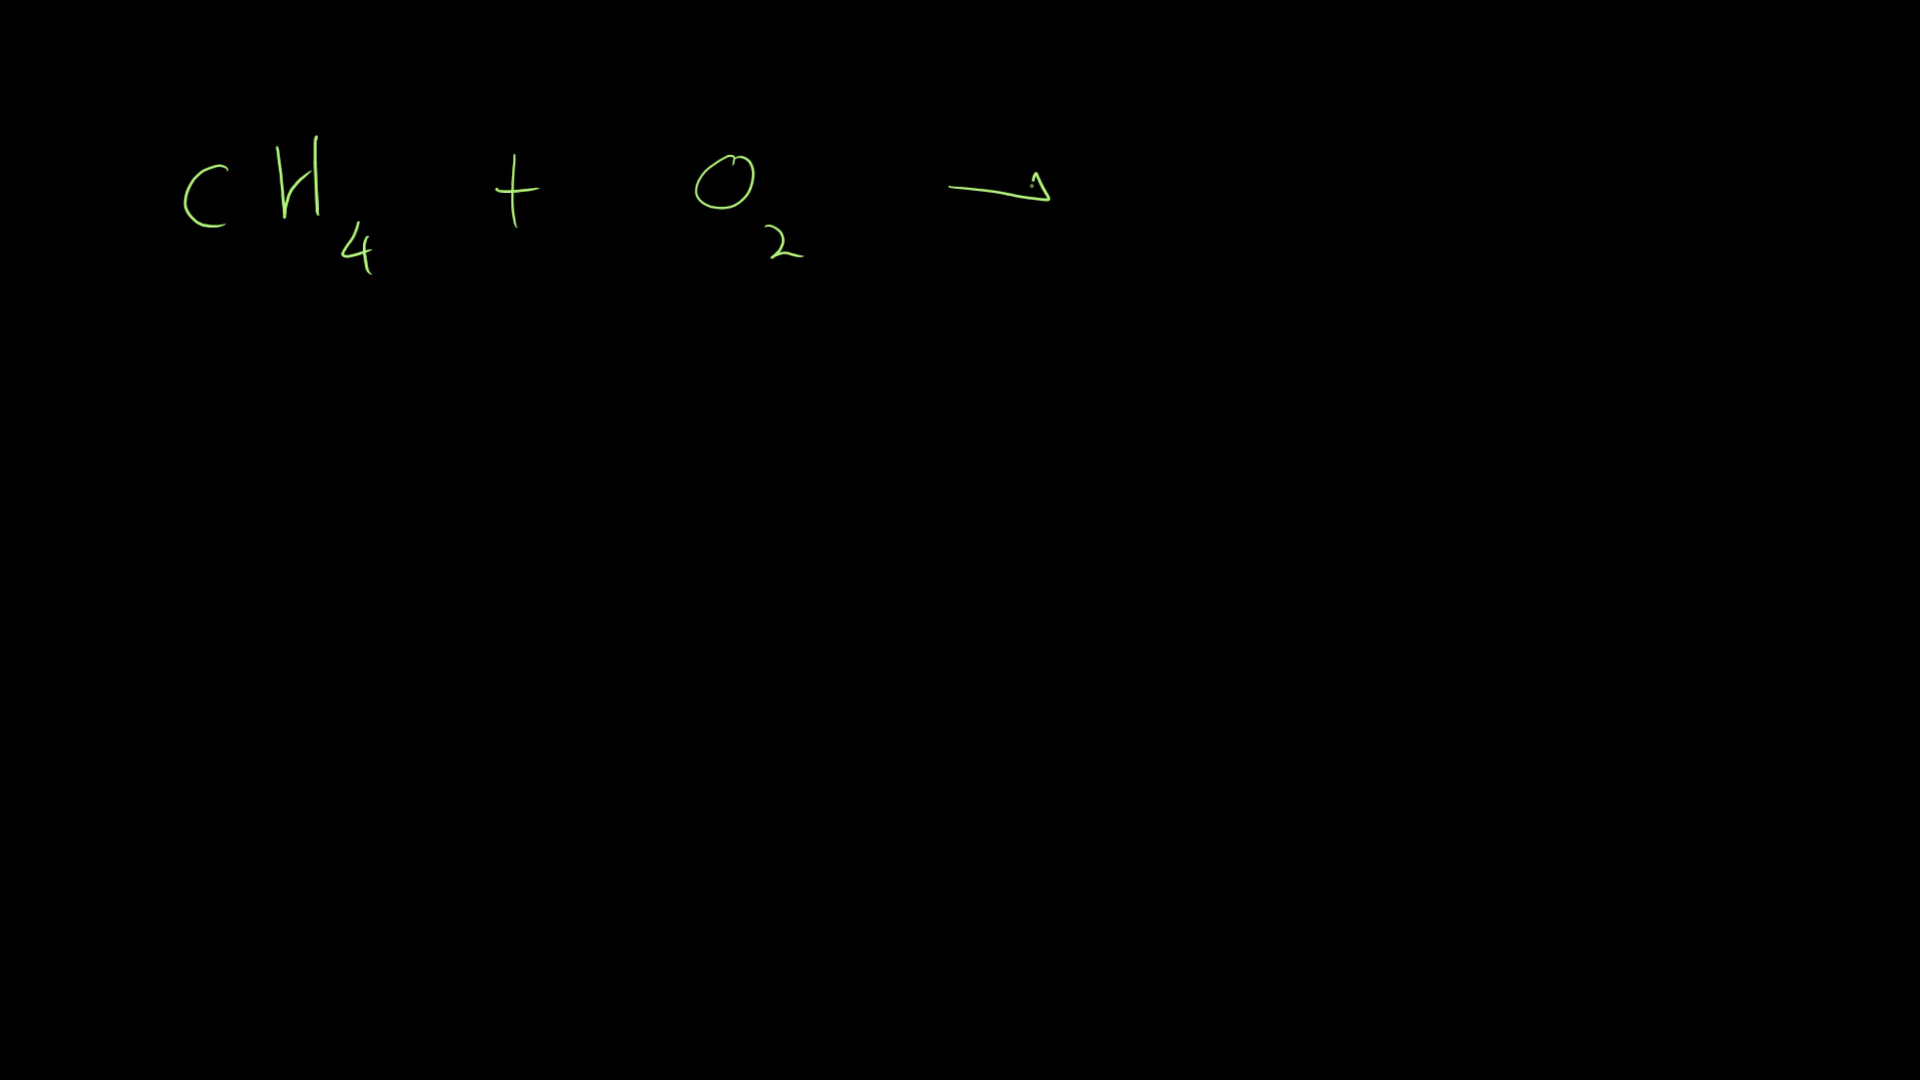 CH₄ + O₂ →